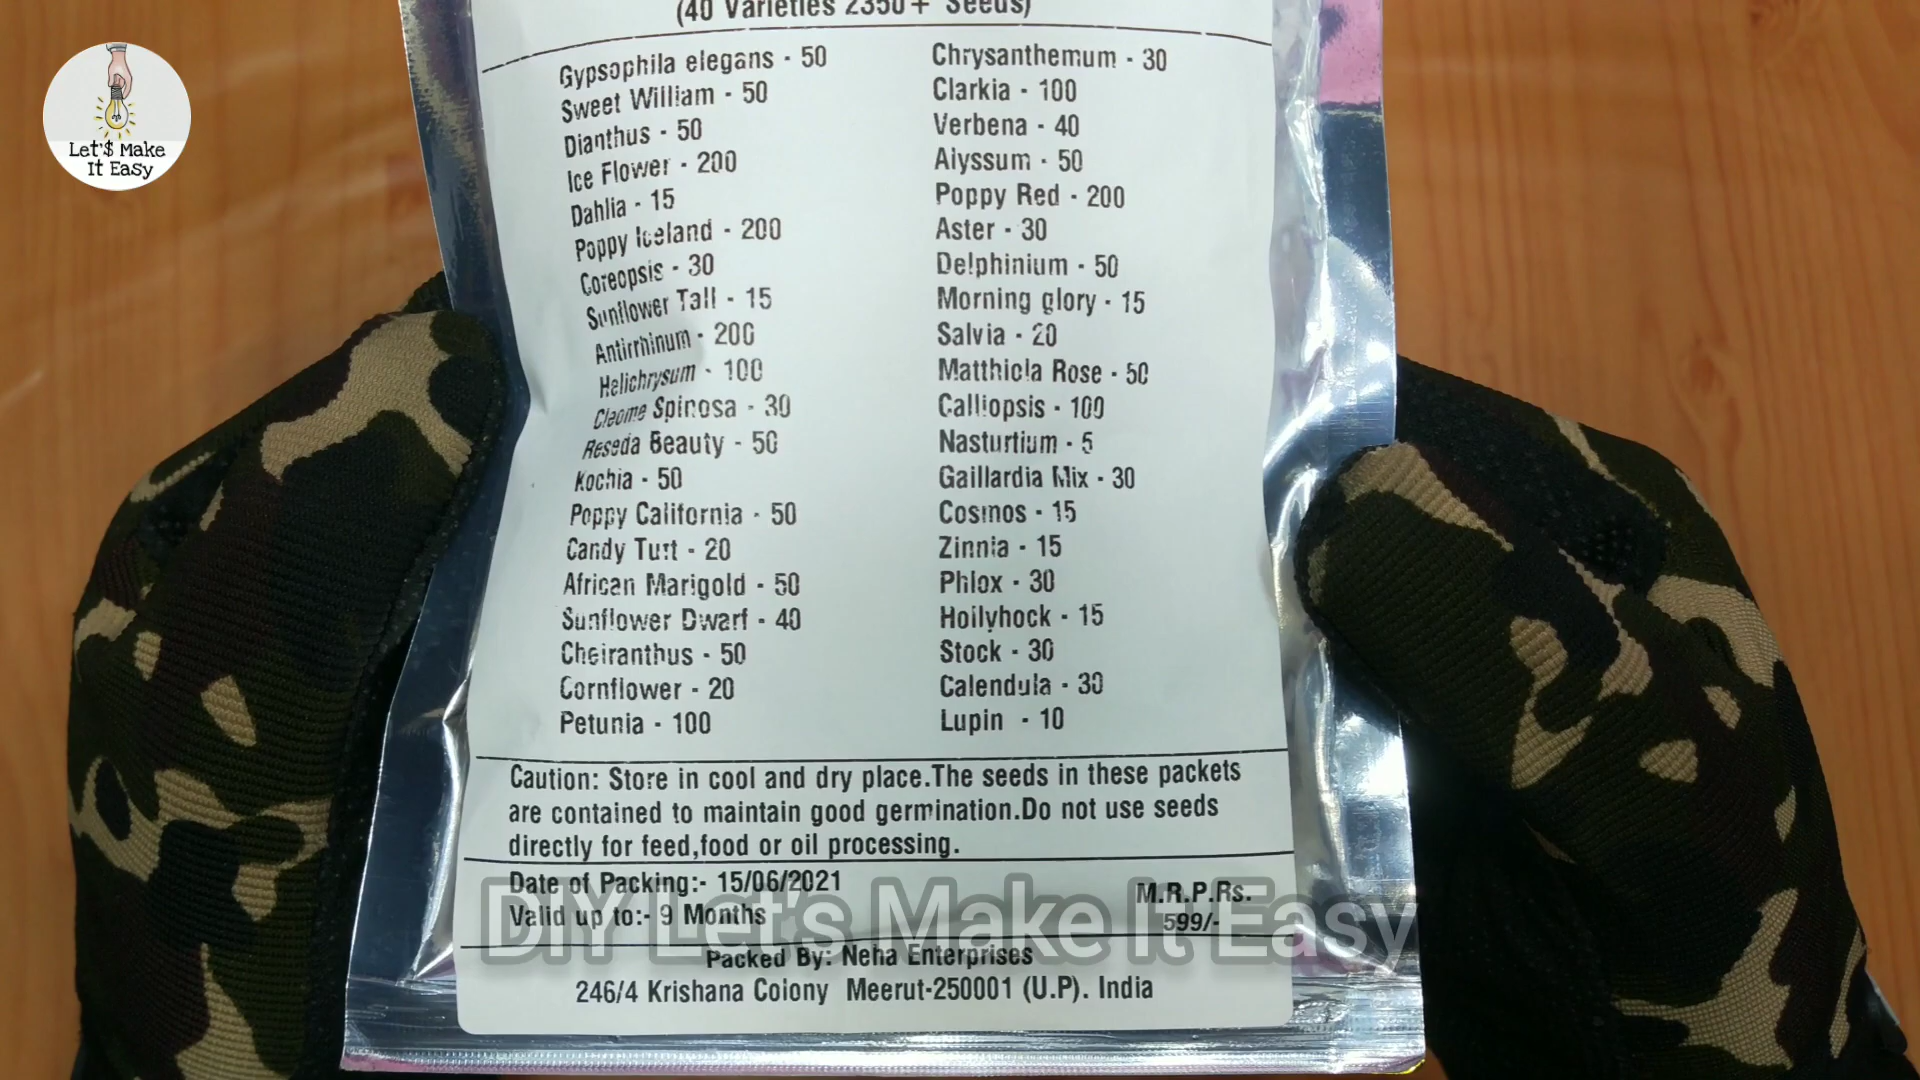 (40 Varieties 2350+ Seeds)
Gypsophila elegans - 50
Sweet William - 50
Dianthus - 50
Ice Flower - 200
Dahlia - 15
Poppy Iceland - 200
Coreopsis - 30
Sunflower Tall - 15
Antirrhinum - 200
Helichrysum - 100
Cleome Spinosa - 30
Reseda Beauty - 50
Kochia - 50
Poppy California - 50
Candy Turt - 20
African Marigold - 50
Sunflower Dwarf - 40
Cheiranthus - 50
Cornflower - 20
Petunia - 100
Chrysanthemum - 30
Clarkia - 100
Verbena - 40
Alyssum - 50
Poppy Red - 200
Aster - 30
Delphinium - 50
Morning glory - 15
Salvia - 20
Matthiola Rose - 50
Calliopsis - 100
Nasturtium - 5
Gaillardia Mix - 30
Cosmos - 15
Zinnia - 15
Phlox - 30
Hollyhock - 15
Stock - 30
Calendula - 30
Lupin - 10
Caution: Store in cool and dry place.The seeds in these packets
are contained to maintain good germination.Do not use seeds
directly for feed,food or oil processing.
Date of Packing:- 15/06/2021
Valid up to:- 9 Months
M.R.P.Rs.
599/-
Packed By: Neha Enterprises
246/4 Krishana Colony Meerut-250001 (U.P). India
LET'$ MAKE
IT EASY
DIY Let's Make It Easy